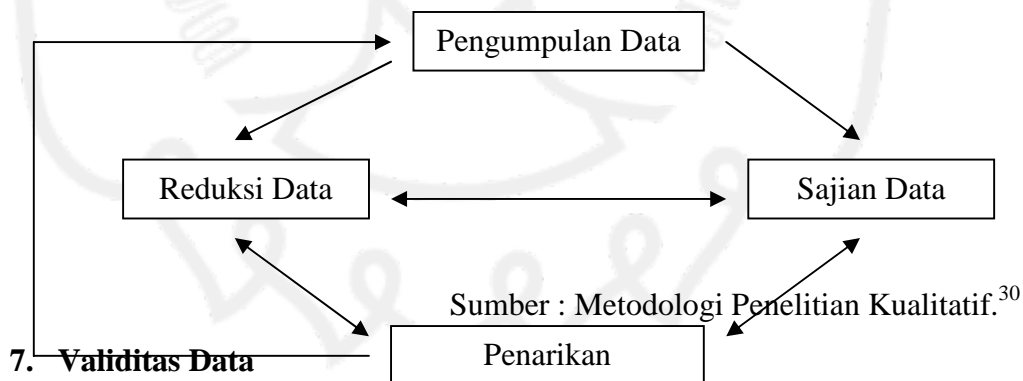 Pengumpulan Data
Reduksi Data
Sajian Data
Sumber : Metodologi Penelitian Kualitatif.30
Penarikan
7. Validitas Data